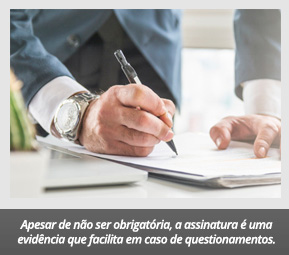 Apesar de não ser obrigatória, a assinatura é uma
evidência que facilita em caso de questionamentos.